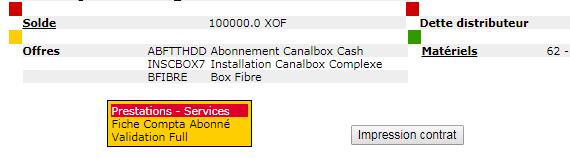 Solde 100000.0 XOF Dette distributeur
Offres ABFTTHDD Abonnement Canalbox Cash Matériels 62 -
INSCBOX7 Installation Canalbox Complexe
BFIBRE Box Fibre
Prestations - Services
Fiche Compta Abonné
Validation Full
Impression contrat